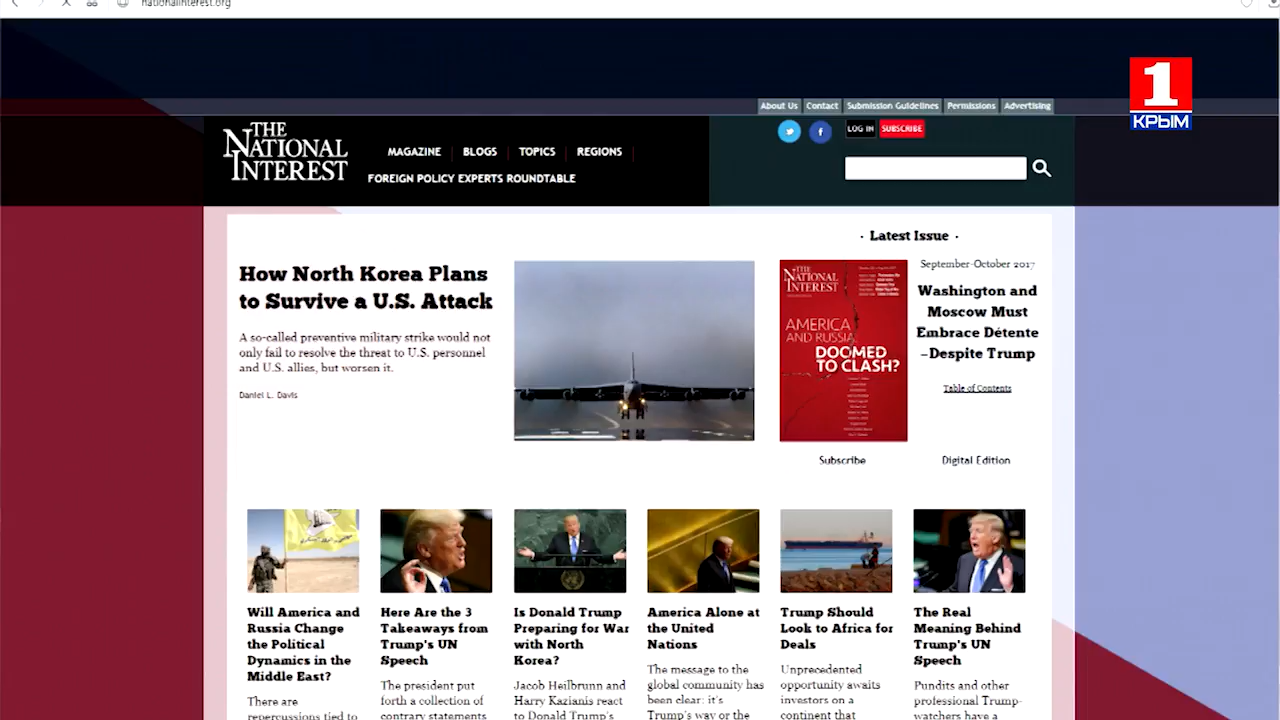 nationalinterest.org
1
КРЫМ
About Us
Contact
Submission Guidelines
Permissions
Advertising
THE
NATIONAL
INTEREST
MAGAZINE
BLOGS
TOPICS
REGIONS
FOREIGN POLICY EXPERTS ROUNDTABLE
LOG IN
SUBSCRIBE
How North Korea Plans
to Survive a U.S. Attack
A so-called preventive military strike would not
only fail to resolve the threat to U.S. personnel
and U.S. allies, but worsen it.
Daniel L. Davis
· Latest Issue ·
THE
NATIONAL
INTEREST
AMERICA
AND RUSSIA:
DOOMED
TO CLASH?
September-October 2017
Washington and
Moscow Must
Embrace Détente
—Despite Trump
Table of Contents
Subscribe
Digital Edition
Will America and
Russia Change
the Political
Dynamics in the
Middle East?
There are
repercussions tied to
Here Are the 3
Takeaways from
Trump's UN
Speech
The president put
forth a collection of
contrary statements
Is Donald Trump
Preparing for War
with North
Korea?
Jacob Heilbrunn and
Harry Kazianis react
to Donald Trump's
America Alone at
the United
Nations
The message to the
global community has
been clear: it's
Trump's way or the
Trump Should
Look to Africa for
Deals
Unprecedented
opportunity awaits
investors on a
continent that
The Real
Meaning Behind
Trump's UN
Speech
Pundits and other
professional Trump-
watchers have a